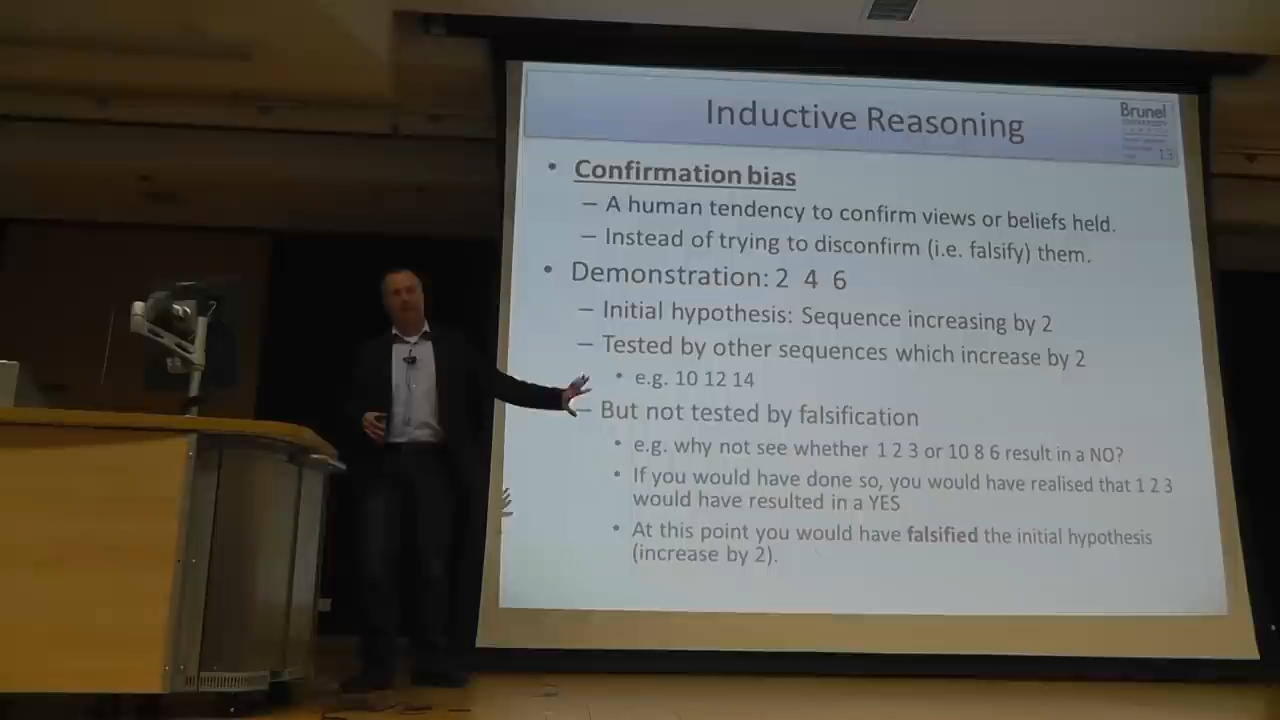 Inductive Reasoning
Brunel
UNIVERSITY
13
• Confirmation bias
– A human tendency to confirm views or beliefs held.
– Instead of trying to disconfirm (i.e. falsify) them.
• Demonstration: 2 4 6
– Initial hypothesis: Sequence increasing by 2
– Tested by other sequences which increase by 2
• e.g. 10 12 14
– But not tested by falsification
• e.g. why not see whether 1 2 3 or 10 8 6 result in a NO?
• If you would have done so, you would have realised that 1 2 3
would have resulted in a YES
• At this point you would have falsified the initial hypothesis
(increase by 2).